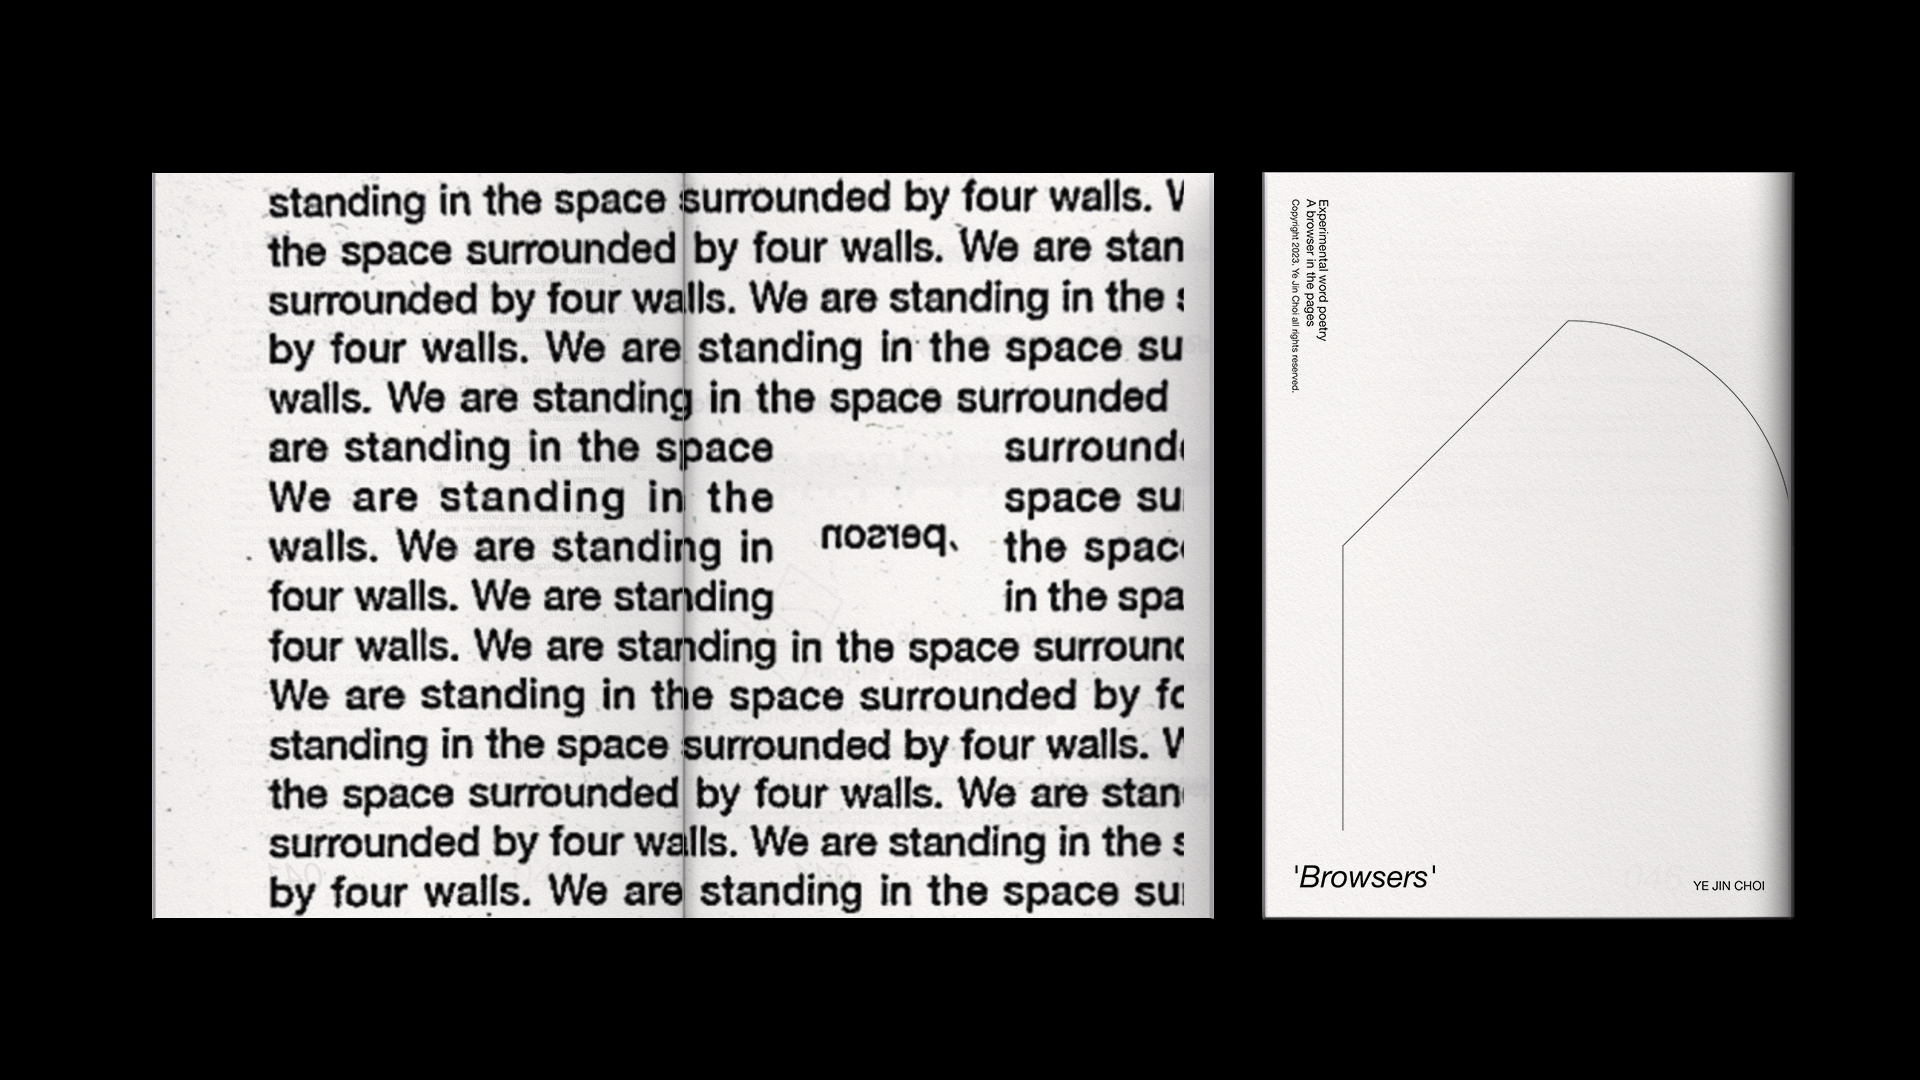 standing in the space surrounded by four walls. W
the space surrounded by four walls. We are stan
surrounded by four walls. We are standing in the s
by four walls. We are standing in the space su
walls. We are standing in the space surrounded
are standing in the space surround
We are standing in the space su
person
walls. We are standing in the spac
four walls. We are standing in the spa
four walls. We are standing in the space surroun
We are standing in the space surrounded by fo
standing in the space surrounded by four walls. W
the space surrounded by four walls. We are stan
surrounded by four walls. We are standing in the s
by four walls. We are standing in the space su
Experimental word poetry
A browser in the pages
Copyright 2023. Ye Jin Choi all rights reserved.
'Browsers'
YE JIN CHOI